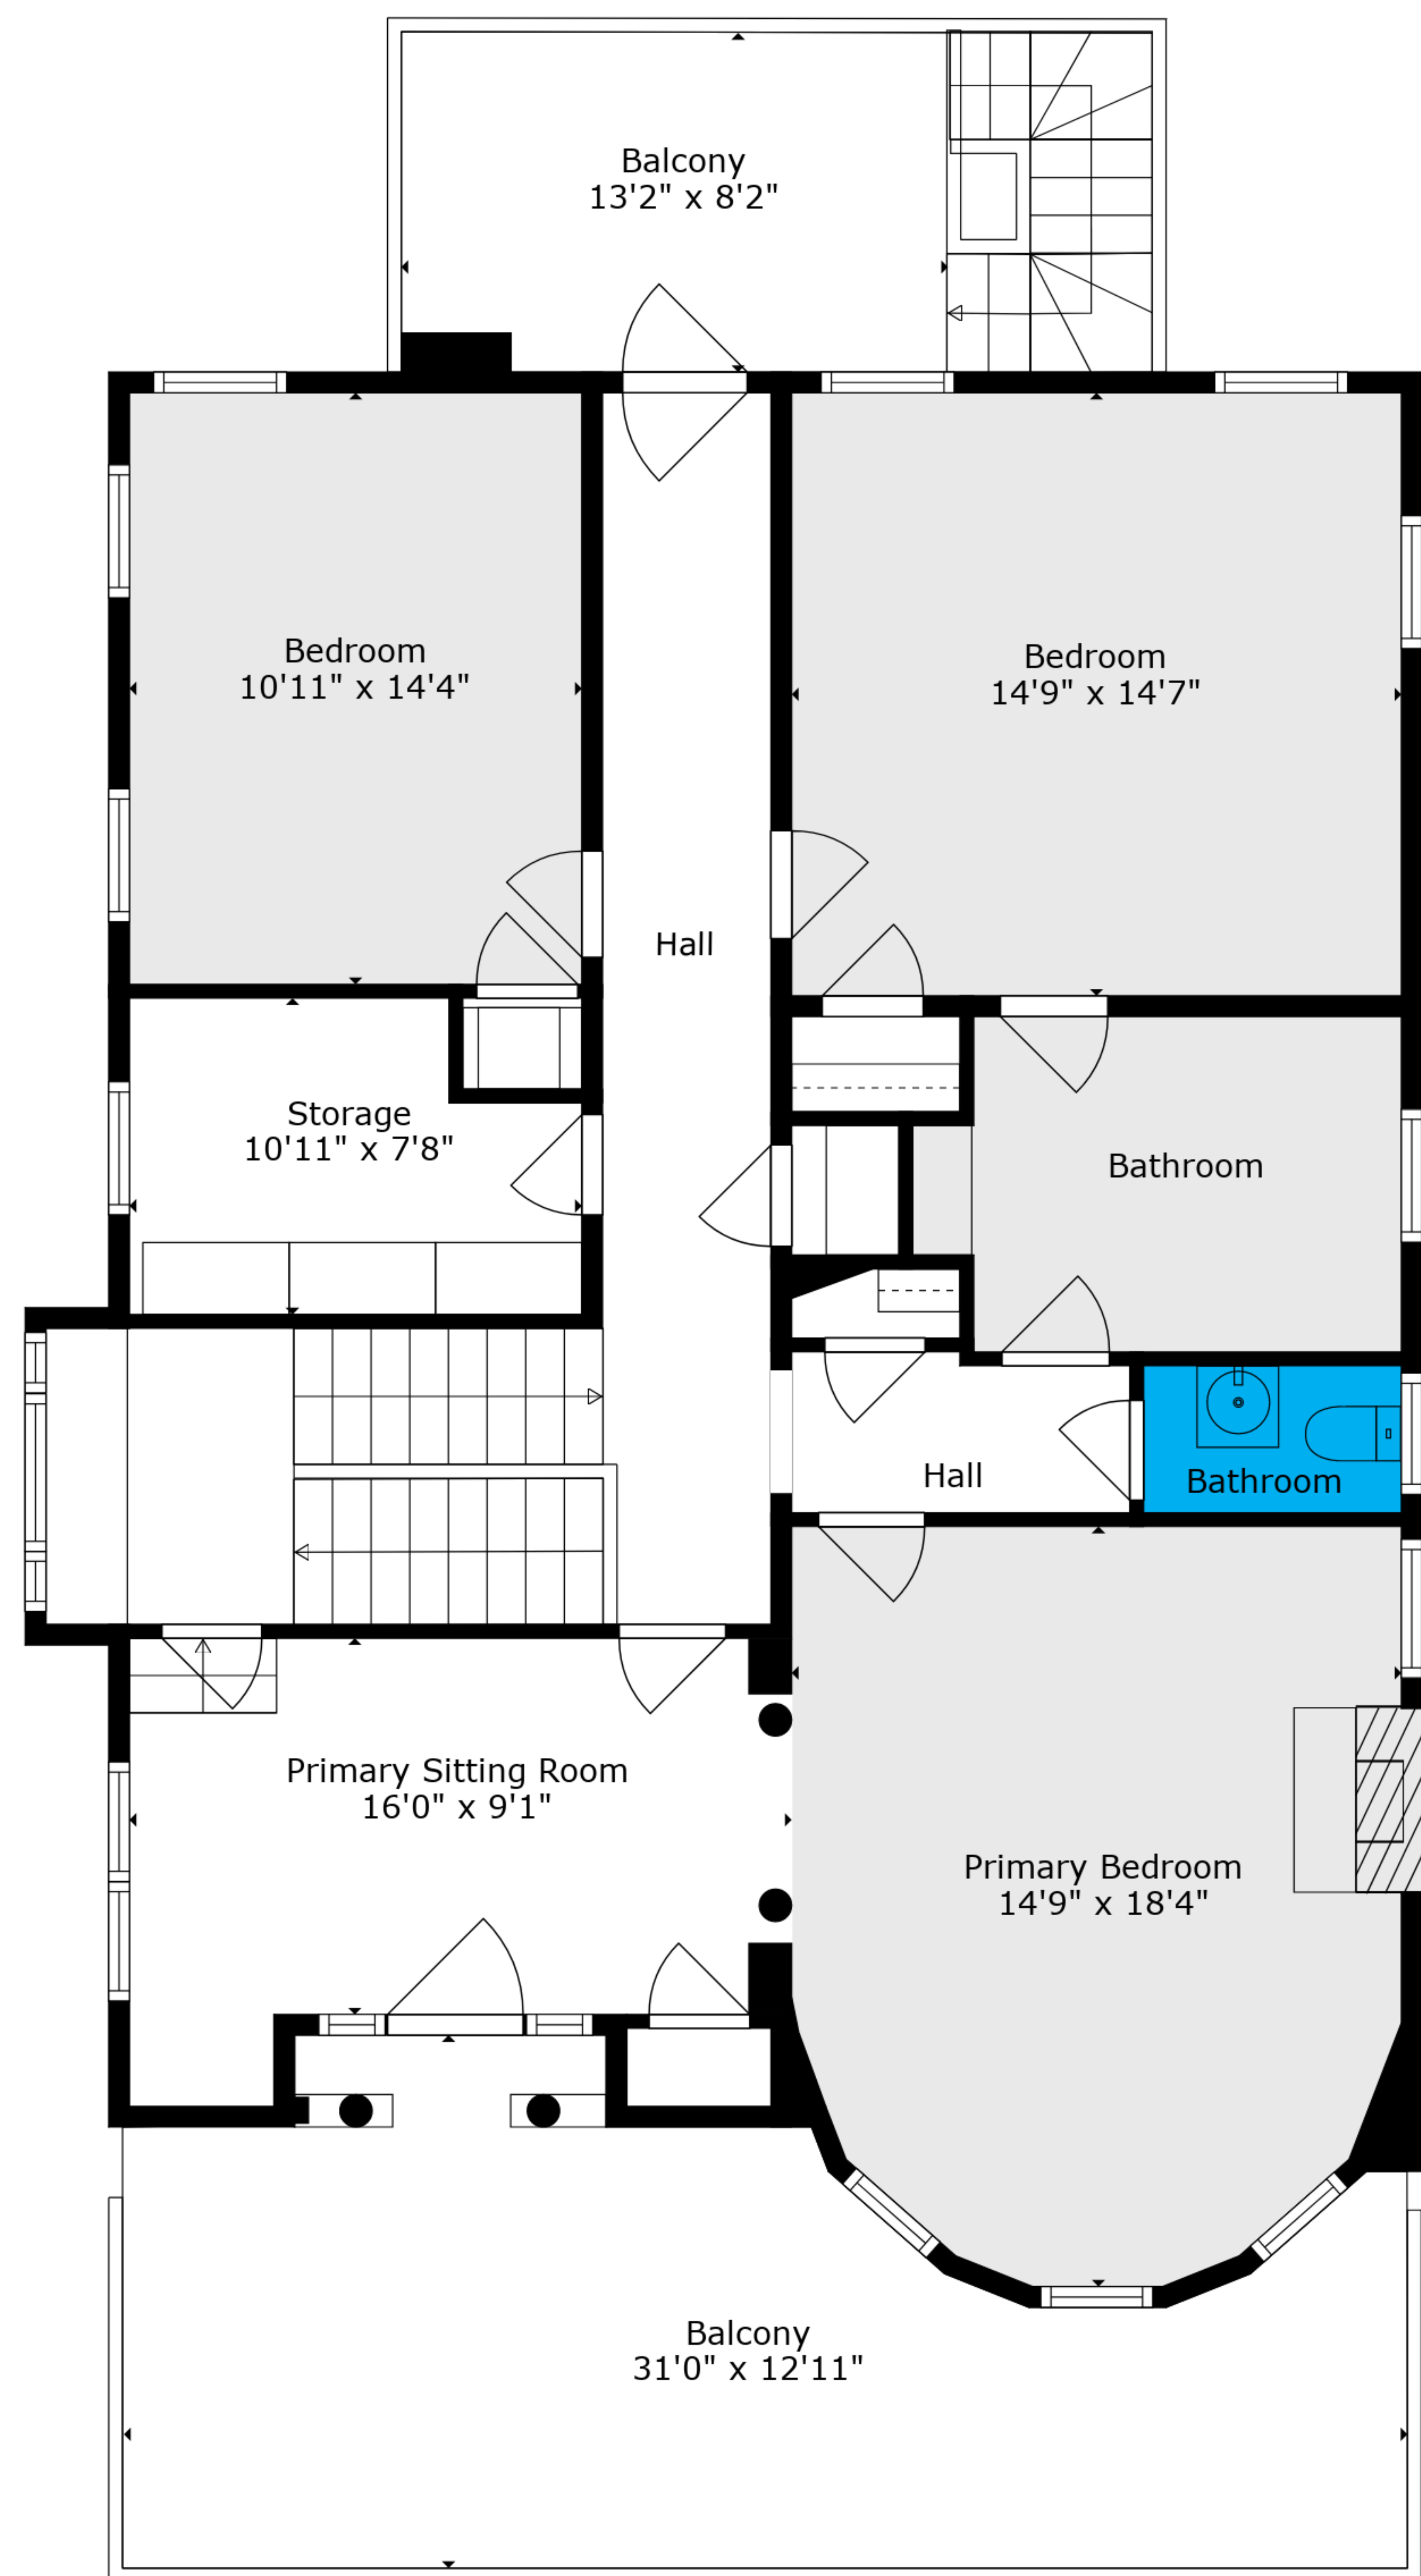 Balcony
13'2" x 8'2"
Bedroom
10'11" x 14'4"
Bedroom
14'9" x 14'7"
Hall
Storage
10'11" x 7'8"
Bathroom
Hall
Bathroom
Primary Sitting Room
16'0" x 9'1"
Primary Bedroom
14'9" x 18'4"
Balcony
31'0" x 12'11"